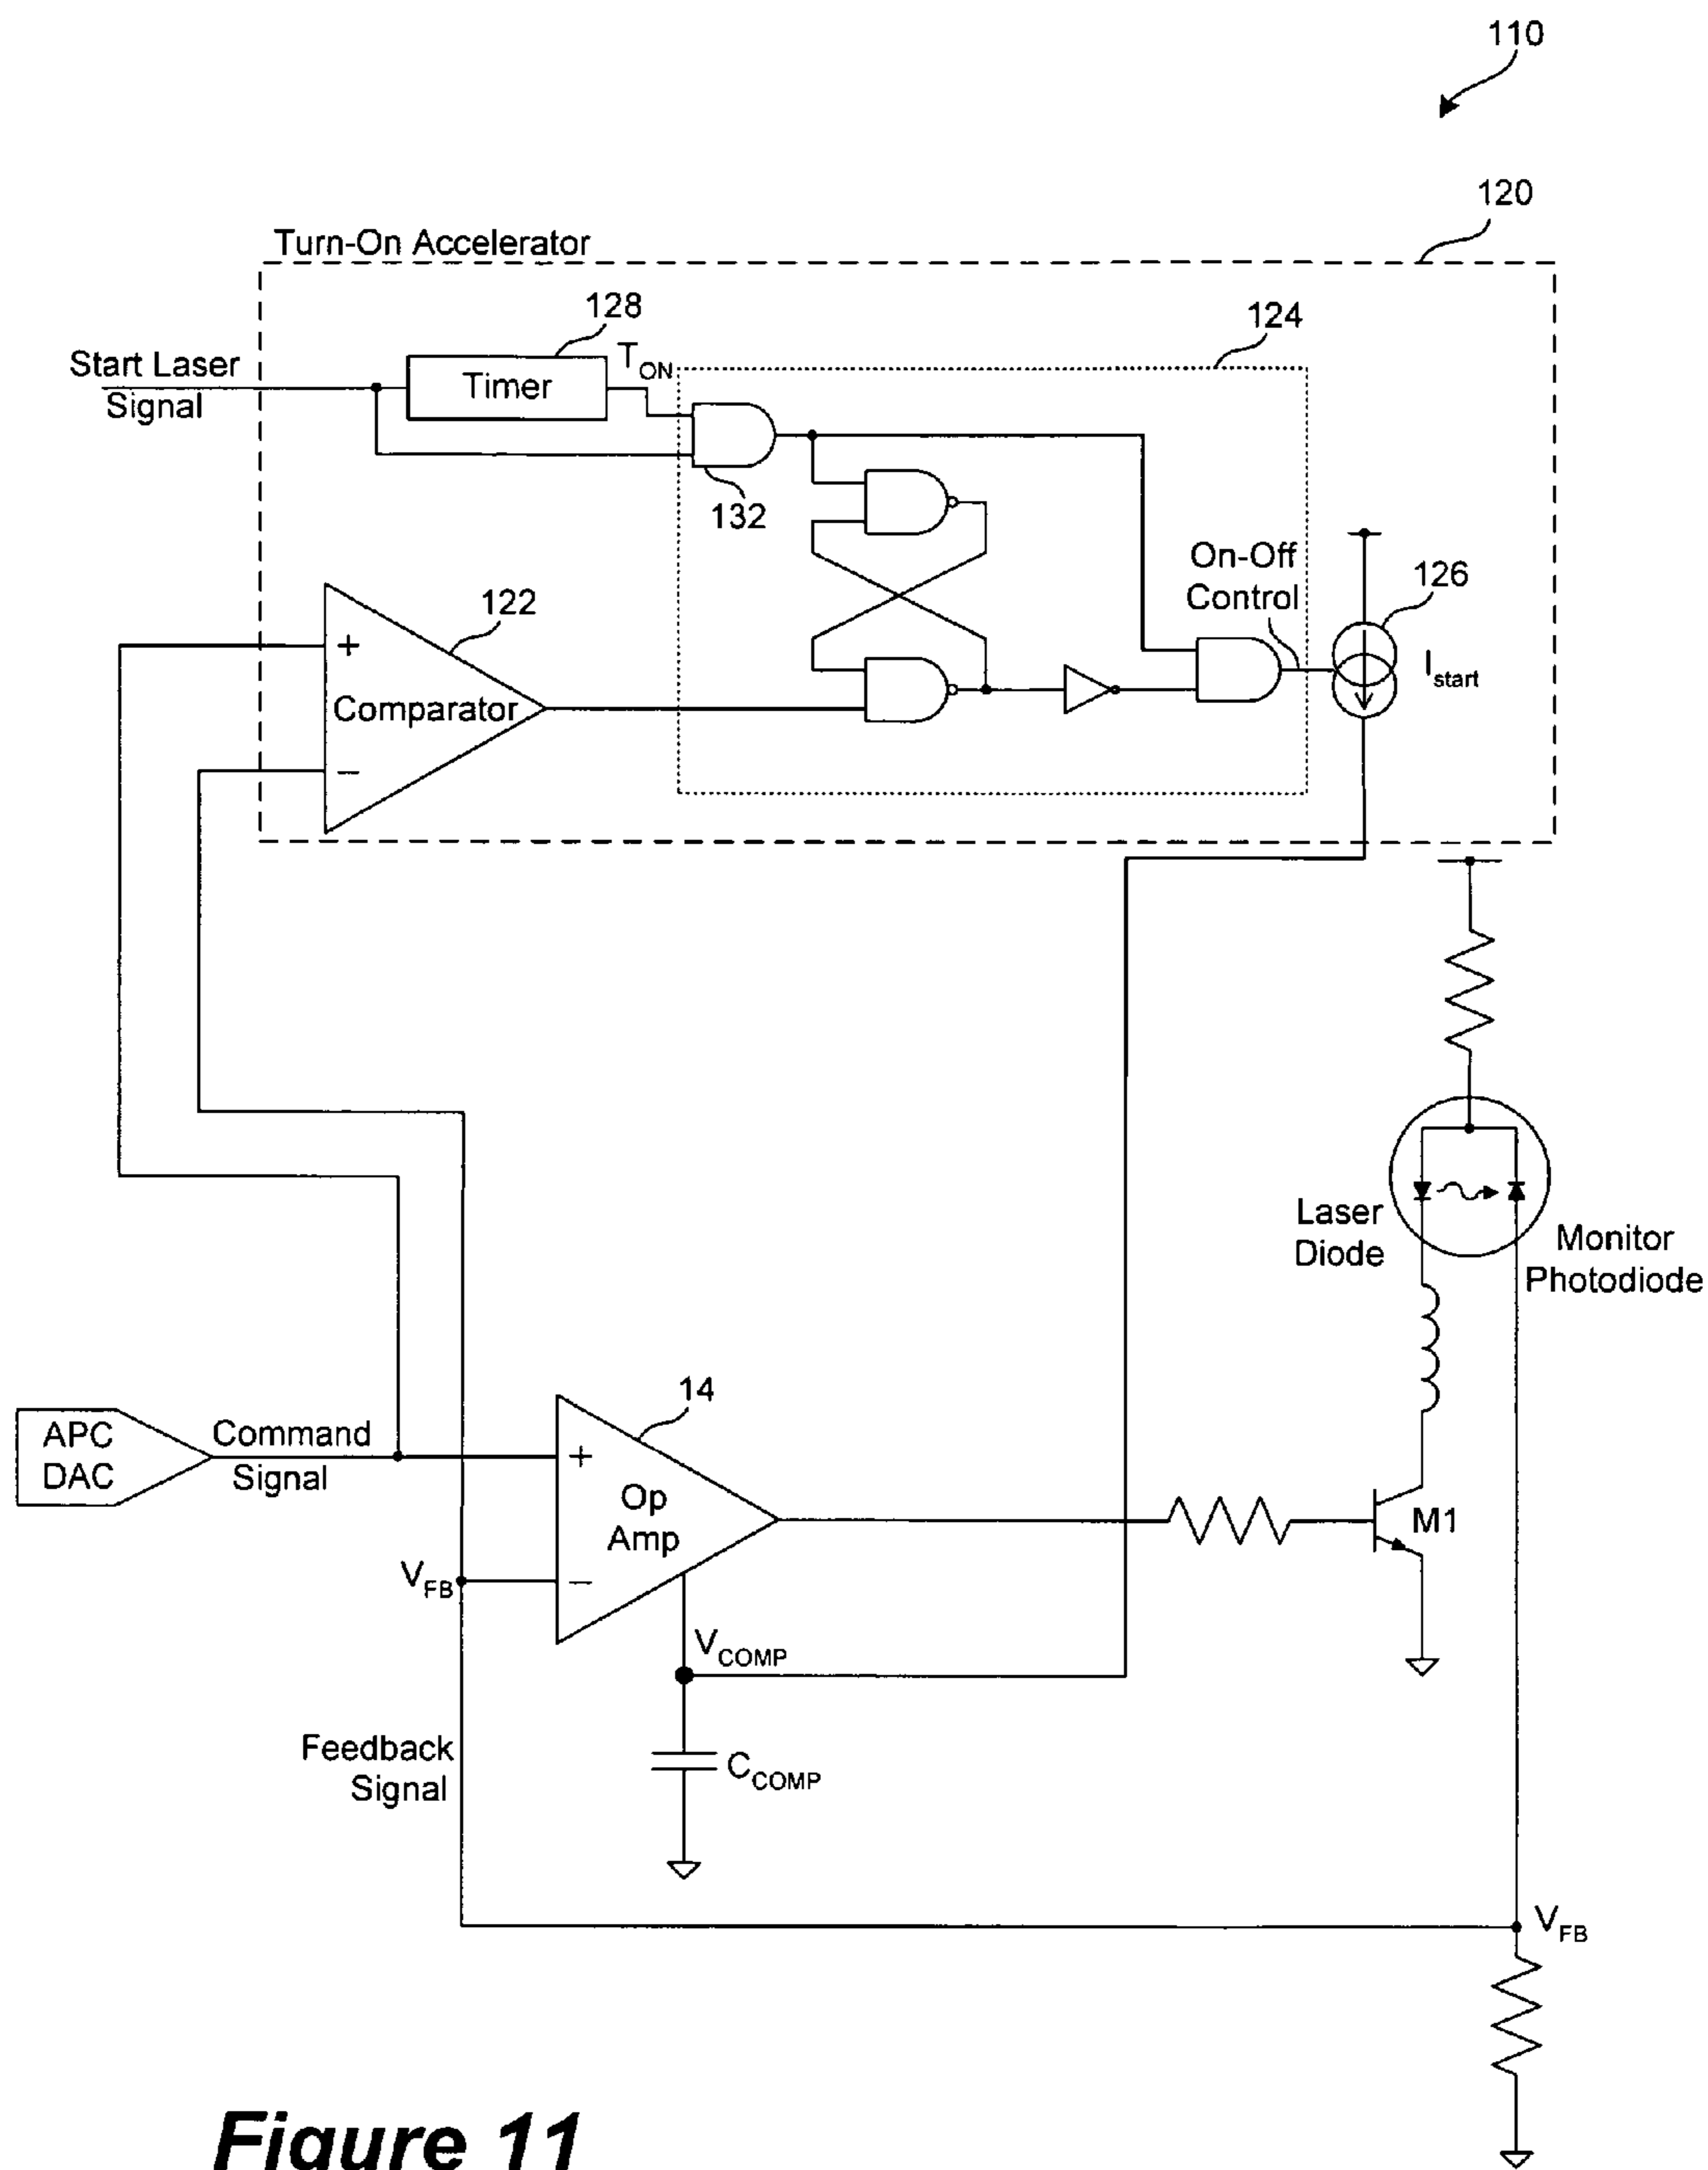 110
120
Turn-On Accelerator
128
124
Start Laser
Signal
Timer
TON
132
On-Off
Control
126
Istart
122
+
Comparator
−
Laser
Diode
Monitor
Photodiode
14
APC
DAC
Command
Signal
+
Op
Amp
−
M1
VFB
VCOMP
Feedback
Signal
CCOMP
VFB
Figure 11